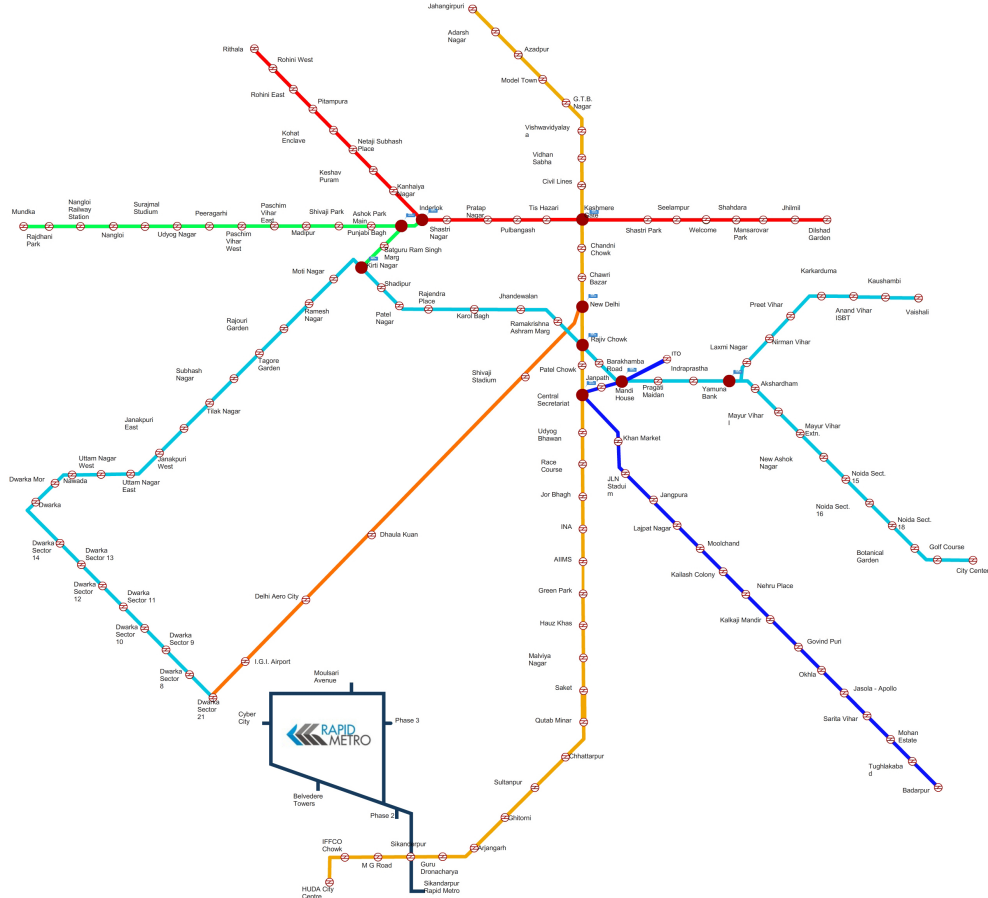 Jahangirpuri
Adarsh
Nagar
Azadpur
Model Town
G.T.B.
Nagar
Vishwavidyalay
a
Vidhan
Sabha
Civil Lines
Rithala
Rohini West
Rohini East
Pitampura
Kohat
Enclave
Netaji Subhash
Place
Keshav
Puram
Kanhaiya
Nagar
Inderlok
Shastri
Nagar
Pratap
Nagar
Pulbangash
Tis Hazari
Kashmere
Shastri Park
Seelampur
Welcome
Shahdara
Mansarovar
Park
Jhilmil
Dilshad
Garden
Mundka
Rajdhani
Park
Nangloi
Railway
Station
Nangloi
Surajmal
Studium
Udyog Nagar
Peeragarhi
Paschim
Vihar
West
Paschim
Vihar
East
Madipur
Shivaji Park
Punjabi Bagh
Ashok Park
Main
Satguru Ram Singh
Marg
Kirti Nagar
Moti Nagar
Ramesh
Nagar
Rajouri
Garden
Tagore
Garden
Subhash
Nagar
Tilak Nagar
Janakpuri
East
Janakpuri
West
Uttam Nagar
West
Uttam Nagar
East
Nawada
Dwarka Mor
Dwarka
Dwarka
Sector
14
Dwarka
Sector 13
Dwarka
Sector
12
Dwarka
Sector 11
Dwarka
Sector
10
Dwarka
Sector 9
Dwarka
Sector
8
Dwarka
Sector
21
Shadipur
Patel
Nagar
Rajendra
Place
Karol Bagh
Jhandewalan
Ramakrishna
Ashram Marg
Chandni
Chowk
Chawri
Bazar
New Delhi
Rajiv Chowk
Patel Chowk
Barakhamba
Road
Janpath
Mandi
House
ITO
Pragati
Maidan
Indraprastha
Yamuna
Bank
Laxmi Nagar
Nirman Vihar
Preet Vihar
Karkarduma
Anand Vihar
ISBT
Kaushambi
Vaishali
Akshardham
Mayur Vihar
I
Mayur Vihar
Extn.
New Ashok
Nagar
Noida Sect.
15
Noida Sect.
16
Noida Sect.
18
Botanical
Garden
Golf Course
City Center
Shivaji
Stadium
Dhaula Kuan
Delhi Aero City
I.G.I. Airport
Central
Secretariat
Udyog
Bhawan
Race
Course
Jor Bhagh
INA
AIIMS
Green Park
Hauz Khas
Malviya
Nagar
Saket
Qutab Minar
Chhattarpur
Sultanpur
Ghitorni
Arjangarh
Guru
Dronacharya
Sikandarpur
M G Road
IFFCO
Chowk
HUDA City
Centre
Khan Market
JLN
Staduir
m
Jangpura
Lajpat Nagar
Moolchand
Kailash Colony
Nehru Place
Kalkaji Mandir
Govind Puri
Okhla
Jasola - Apollo
Sarita Vihar
Mohan
Estate
Tughlakaba
d
Badarpur
Moulsari
Avenue
Cyber
City
Phase 3
RAPID
METRO
Belvedere
Towers
Phase 2
Sikandarpur
Rapid Metro